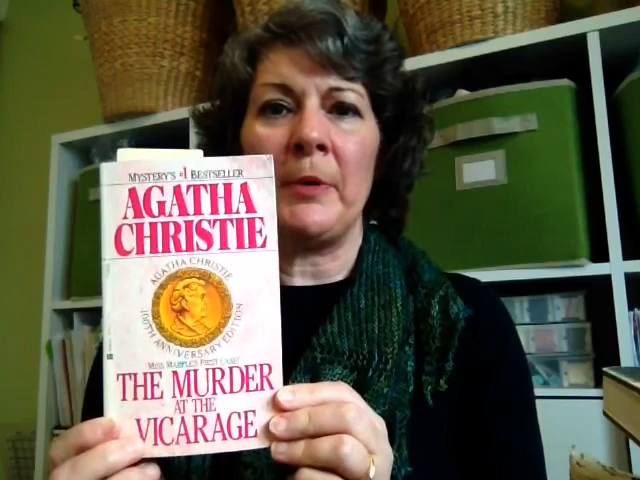 MYSTERY'S #1 BESTSELLER
AGATHA
CHRISTIE
AGATHA CHRISTIE
100TH ANNIVERSARY EDITION
MISS MARPLE'S FIRST CASE!
THE MURDER
AT THE
VICARAGE